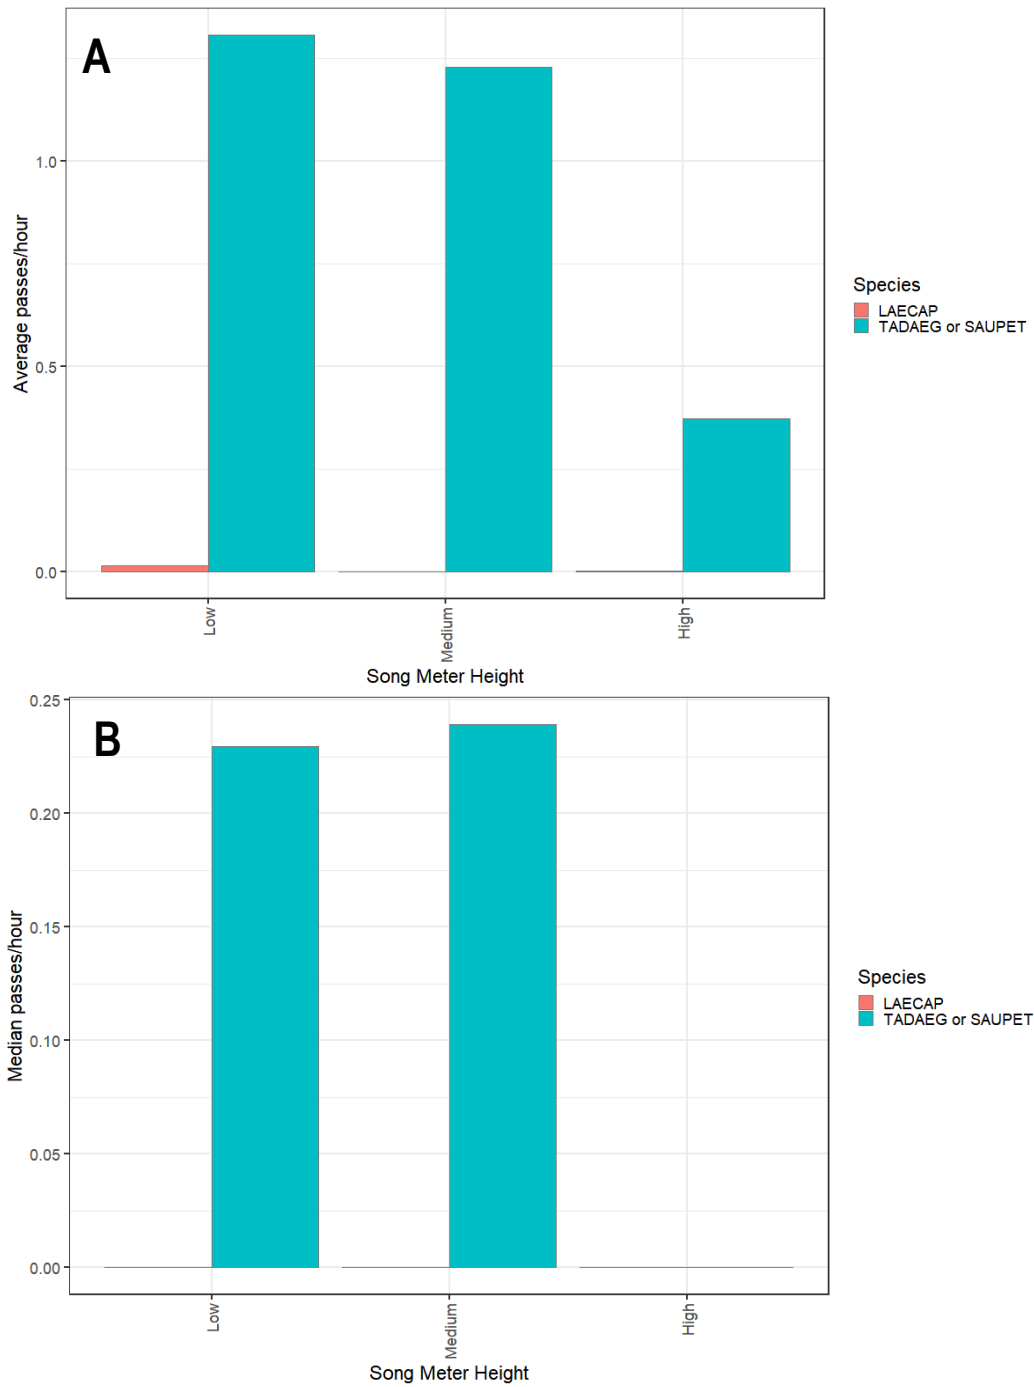 A
Average passes/hour
1.0
0.5
0.0
Low
Medium
High
Song Meter Height
Species
LAECAP
TADAEG or SAUPET
B
Median passes/hour
0.25
0.20
0.15
0.10
0.05
0.00
Low
Medium
High
Song Meter Height
Species
LAECAP
TADAEG or SAUPET